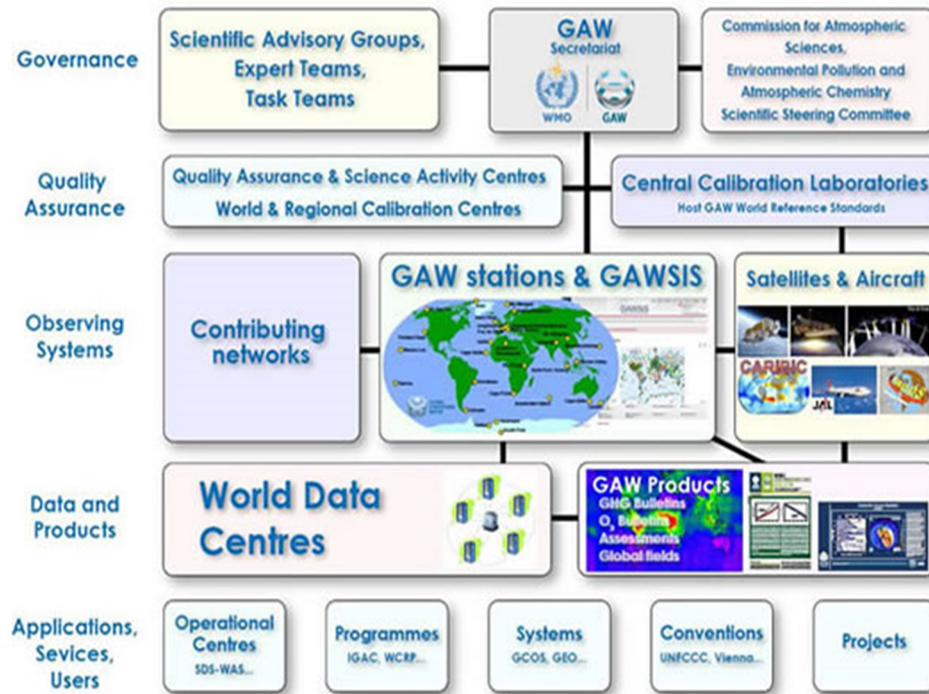 Governance
Scientific Advisory Groups,
Expert Teams,
Task Teams
GAW
Secretariat
WMO
GAW
Commission for Atmospheric
Sciences,
Environmental Pollution and
Atmospheric Chemistry
Scientific Steering Committee
Quality
Assurance
Quality Assurance & Science Activity Centres
World & Regional Calibration Centres
Central Calibration Laboratories
Host GAW World Reference Standards
Observing
Systems
Contributing
networks
GAW stations & GAWSIS
GAWSIS
Satellites & Aircraft
CARIBIC
JAL
Data and
Products
World Data
Centres
GAW Products
GHG Bulletins
O3 Bulletins
Assessments
Global fields
Applications,
Sevices,
Users
Operational
Centres
SDS-WAS...
Programmes
IGAC, WCRP...
Systems
GCOS, GEO...
Conventions
UNFCCC, Vienna...
Projects